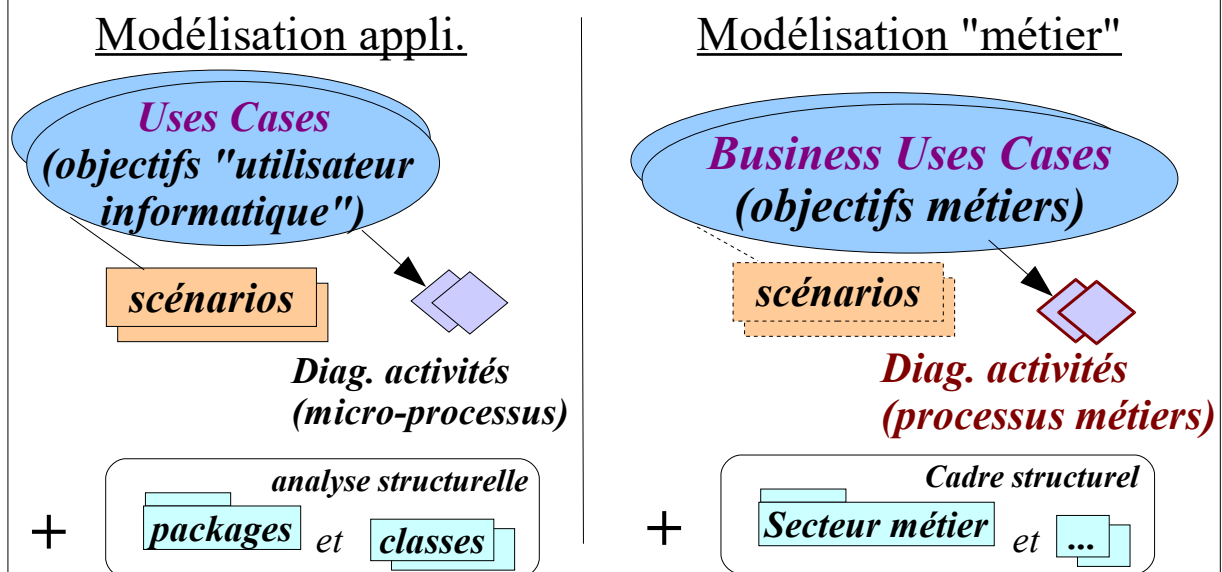 Modélisation appli.
Uses Cases
(objectifs "utilisateur
informatique")
scénarios
Diag. activités
(micro-processus)
analyse structurelle
+
packages et classes
Modélisation "métier"
Business Uses Cases
(objectifs métiers)
scénarios
Diag. activités
(processus métiers)
Cadre structurel
+
Secteur métier et ...